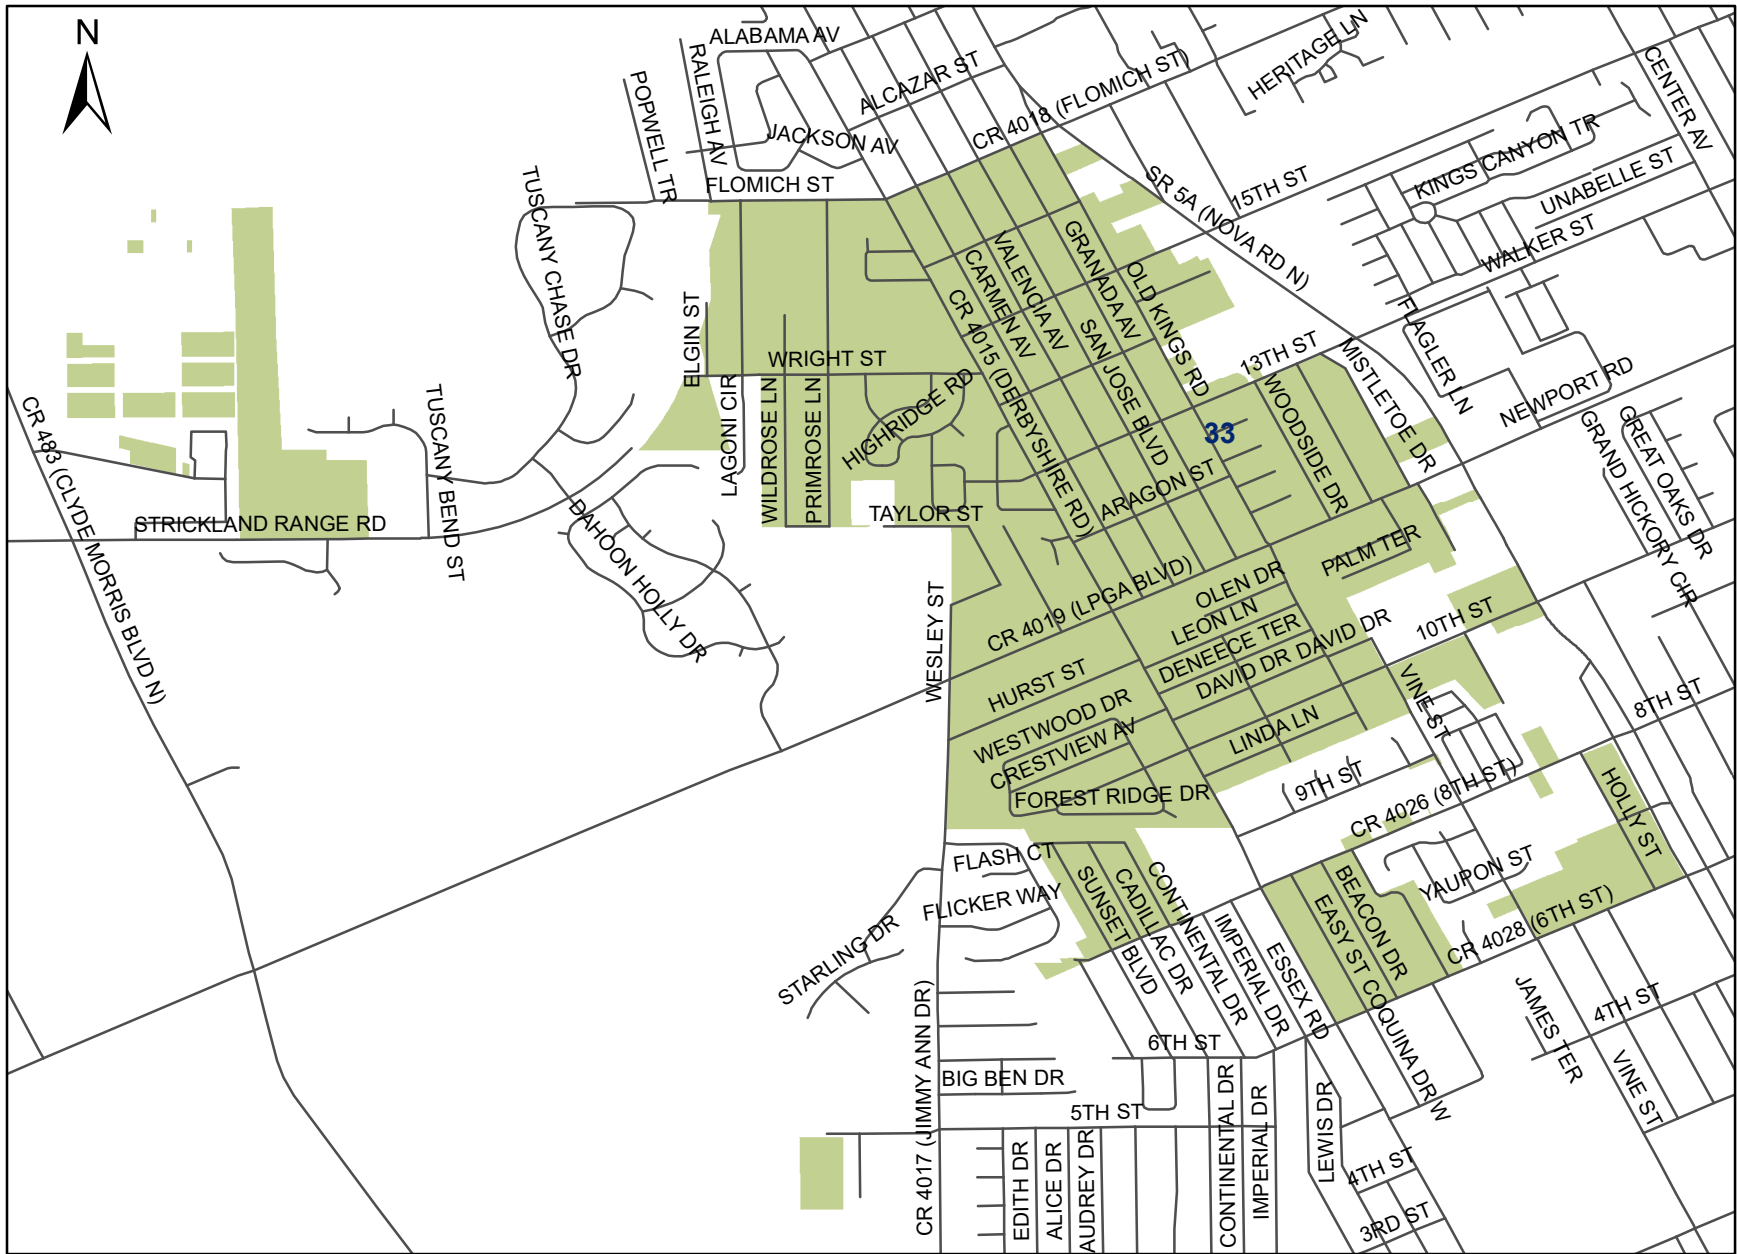 N
ALABAMA AV
RALEIGH AV
POPWELL TR
ALCAZAR ST
JACKSON AV
CR 4018 (FLOMICH ST)
HERITAGE LN
CENTER AV
FLOMICH ST
TUSCANY CHASE DR
SR 5A (NOVA RD N)
15TH ST
KINGS CANYON TR
UNABELLE ST
WALKER ST
GRANADA AV
VALENCIA AV
CARMEN AV
OLD KINGS RD
CR 4015 (DERBYSHIRE RD)
SAN JOSE BLVD
ELGIN ST
WRIGHT ST
13TH ST
MISTLETOE DR
FLAGLER LN
NEWPORT RD
LAGONI CIR
WILDROSE LN
PRIMROSE LN
HIGHRIDGE RD
33
WOODSIDE DR
GRAND HICKORY CIR
CREAT OAKS DR
CR 483 (CLYDE MORRIS BLVD N)
TUSCANY BEND ST
STRICKLAND RANGE RD
DAHOON HOLLY DR
TAYLOR ST
ARAGON ST
PALM TER
WESLEY ST
CR 4019 (LPGA BLVD)
OLEN DR
LEON LN
DENEECE TER
DAVID DR
DAVID DR
10TH ST
HURST ST
WESTWOOD DR
CRESTVIEW AV
LINDA LN
VINE ST
8TH ST
FOREST RIDGE DR
9TH ST
CR 4026 (8TH ST)
HOLLY ST
FLASH CT
FLICKER WAY
STARLING DR
SUNSET BLVD
CADILLAC DR
CONTINENTAL DR
IMPERIAL DR
ESSEX RD
EASY ST
BEACON DR
YAUPON ST
CR 4028 (6TH ST)
COQUINA DR W
JAMES TER
4TH ST
VINE ST
6TH ST
CR 4017 (JIMMY ANN DR)
BIG BEN DR
5TH ST
EDITH DR
ALICE DR
AUDREY DR
CONTINENTAL DR
IMPERIAL DR
LEWIS DR
4TH ST
3RD ST